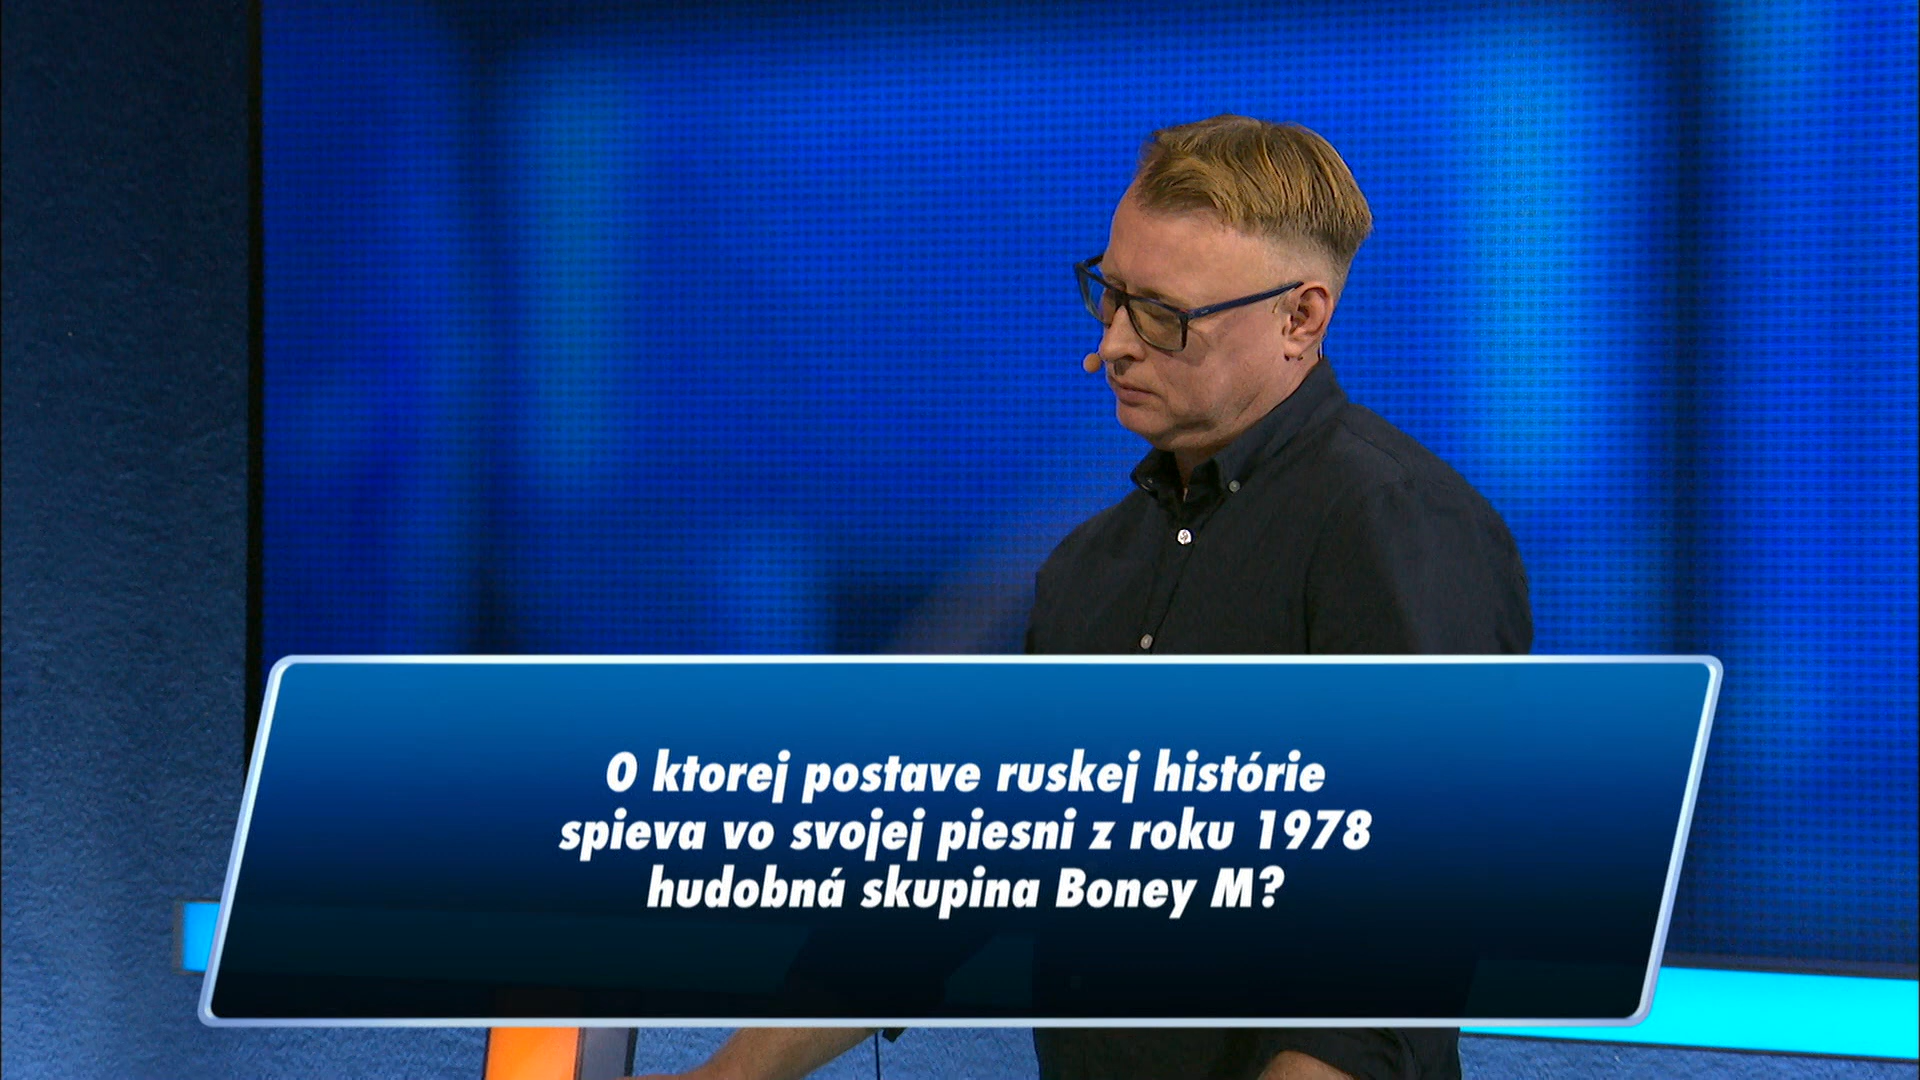 O ktorej postave ruskej histórie
spieva vo svojej piesni z roku 1978
hudobná skupina Boney M?